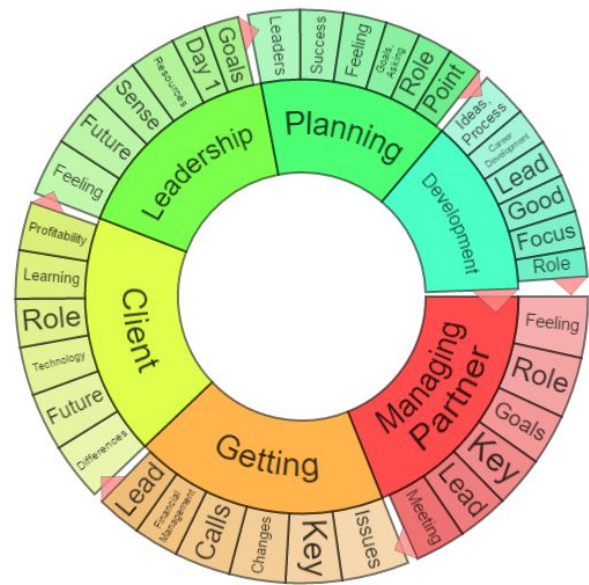 Leadership
Feeling
Future
Sense
Resources
Day 1
Goals
Planning
Leaders
Success
Feeling
Goals,
Asking
Role
Point
Development
Ideas,
Process
Career
Development
Lead
Good
Focus
Role
Managing
Partner
Feeling
Role
Goals
Key
Lead
Meeting
Getting
Issues
Key
Changes
Calls
Financial
Management
Lead
Client
Differences
Future
Technology
Role
Learning
Profitability